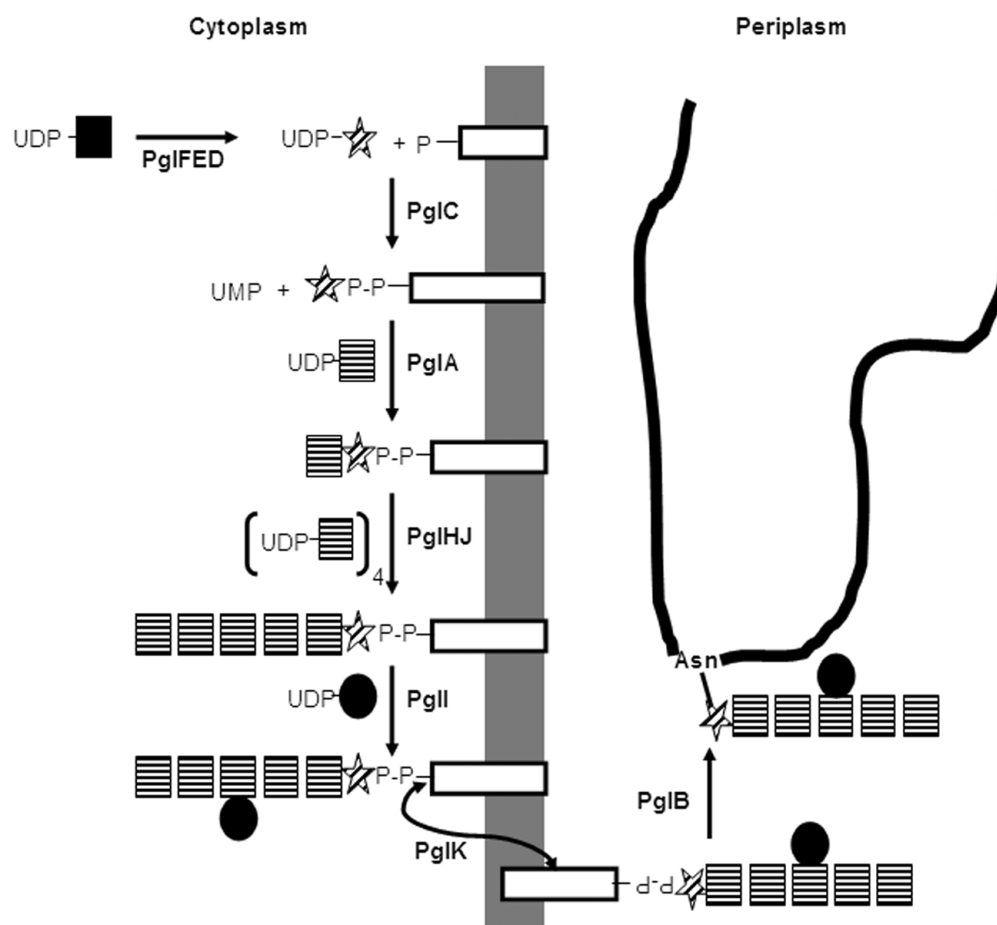 Cytoplasm
Periplasm
UDP
PglFED
UDP
+ P
PglC
UMP +
P-P
UDP
PglA
P-P
UDP
4
PglHJ
P-P
UDP
PglI
P-P
PglK
Asn
PglB
P-P